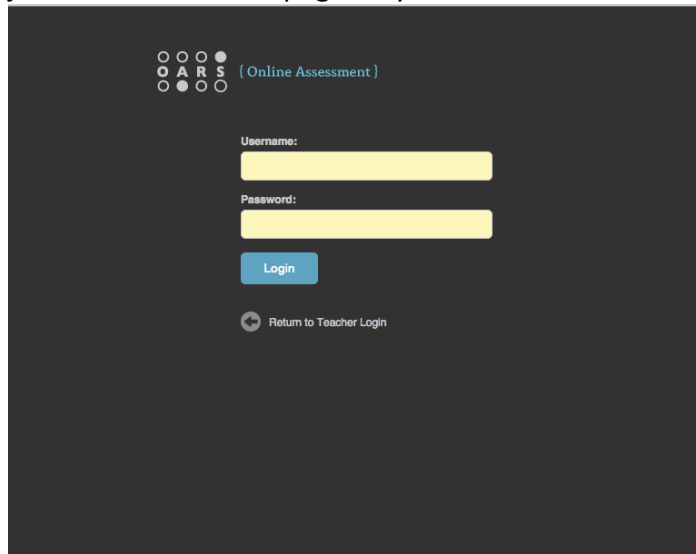 OARS
{ Online Assessment }
Username:
Password:
Login
Return to Teacher Login